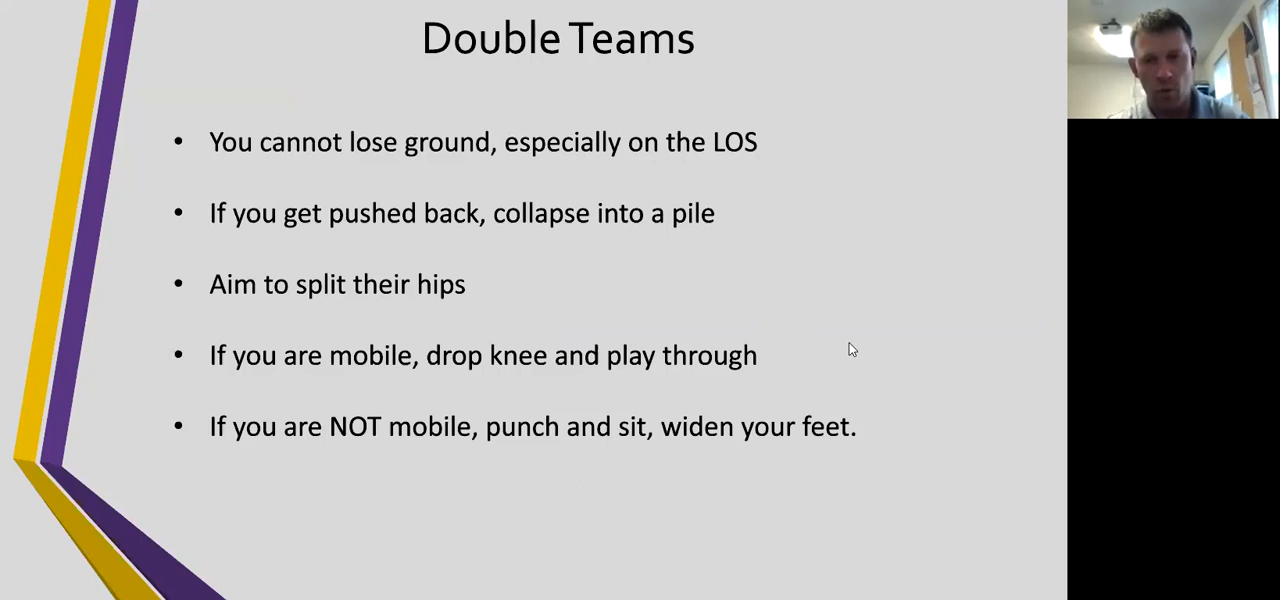 Double Teams
• You cannot lose ground, especially on the LOS
• If you get pushed back, collapse into a pile
• Aim to split their hips
• If you are mobile, drop knee and play through
• If you are NOT mobile, punch and sit, widen your feet.